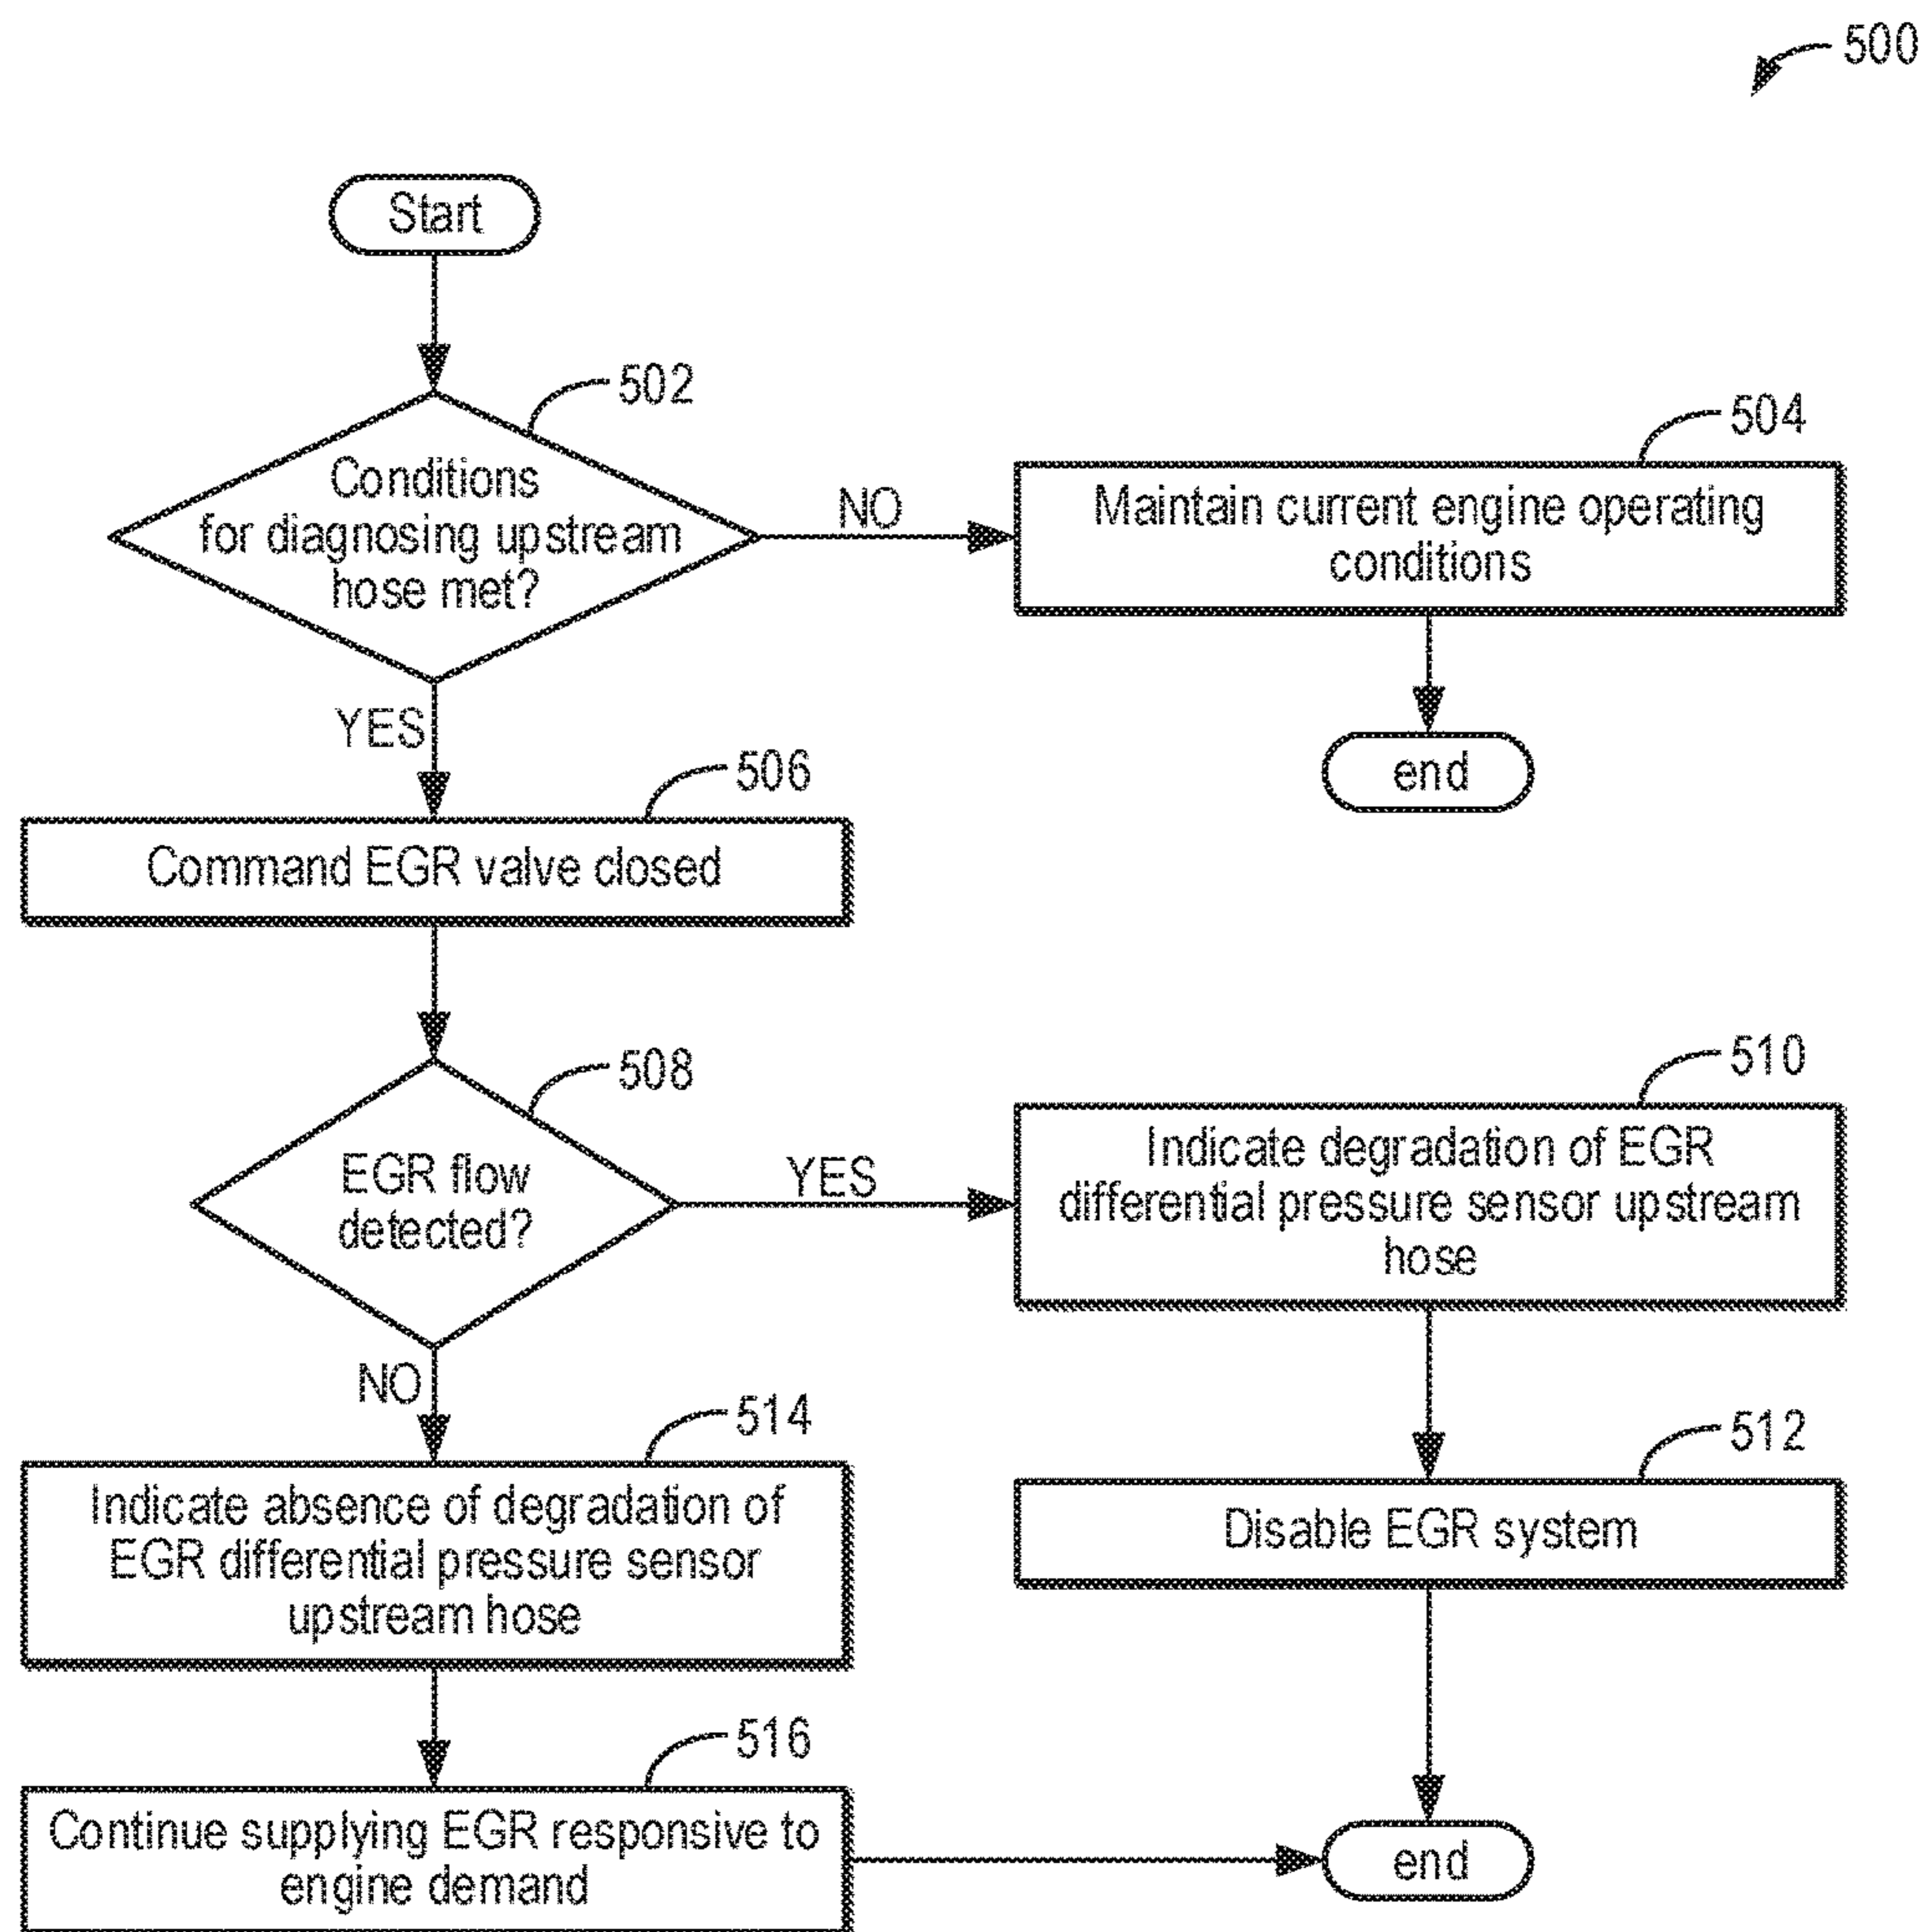 500
Start
502
Conditions
for diagnosing upstream
hose met?
NO
504
Maintain current engine operating
conditions
end
YES
506
Command EGR valve closed
508
EGR flow
detected?
YES
510
Indicate degradation of EGR
differential pressure sensor upstream
hose
512
Disable EGR system
NO
514
Indicate absence of degradation of
EGR differential pressure sensor
upstream hose
516
Continue supplying EGR responsive to
engine demand
end